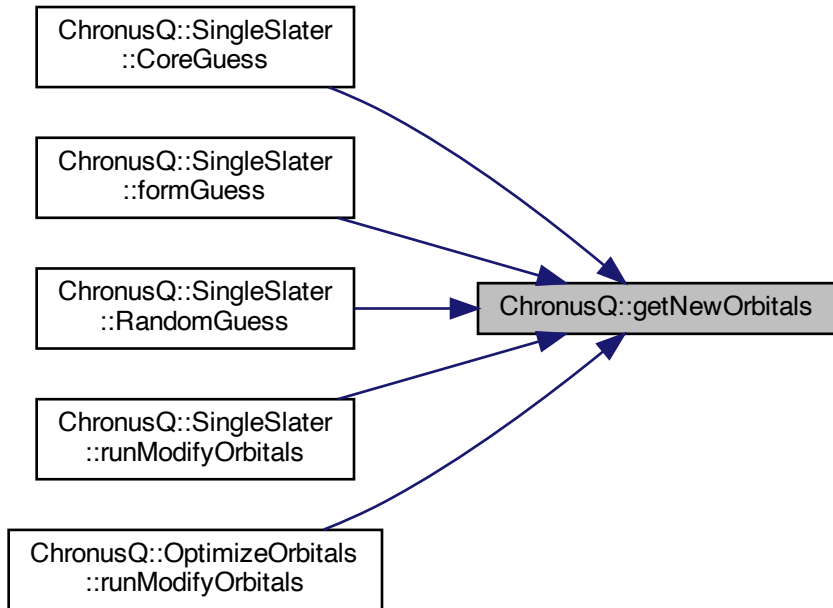 ChronusQ::SingleSlater
::CoreGuess
ChronusQ::SingleSlater
::formGuess
ChronusQ::SingleSlater
::RandomGuess
ChronusQ::getNewOrbitals
ChronusQ::SingleSlater
::runModifyOrbitals
ChronusQ::OptimizeOrbitals
::runModifyOrbitals